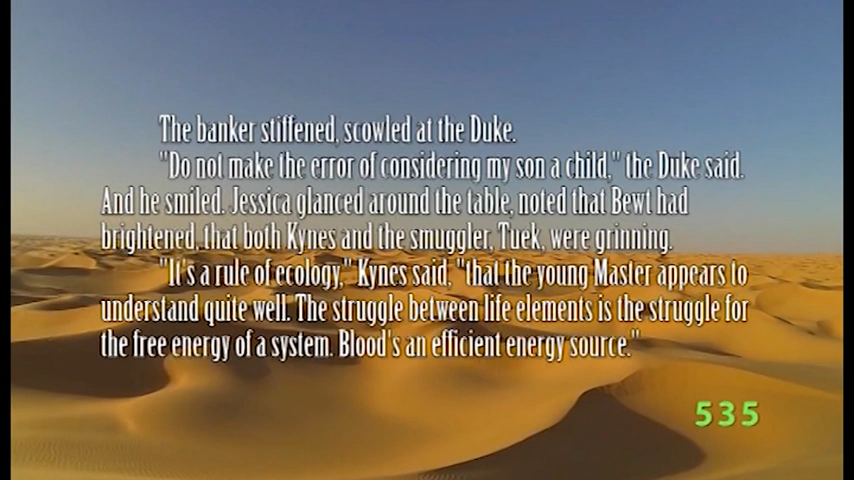 The banker stiffened, scowled at the Duke.
"Do not make the error of considering my son a child," the Duke said.
And he smiled. Jessica glanced around the table, noted that Bewt had
brightened, that both Kynes and the smuggler, Tuek, were grinning.
"It's a rule of ecology," Kynes said, "that the young Master appears to
understand quite well. The struggle between life elements is the struggle for
the free energy of a system. Blood's an efficient energy source."
535